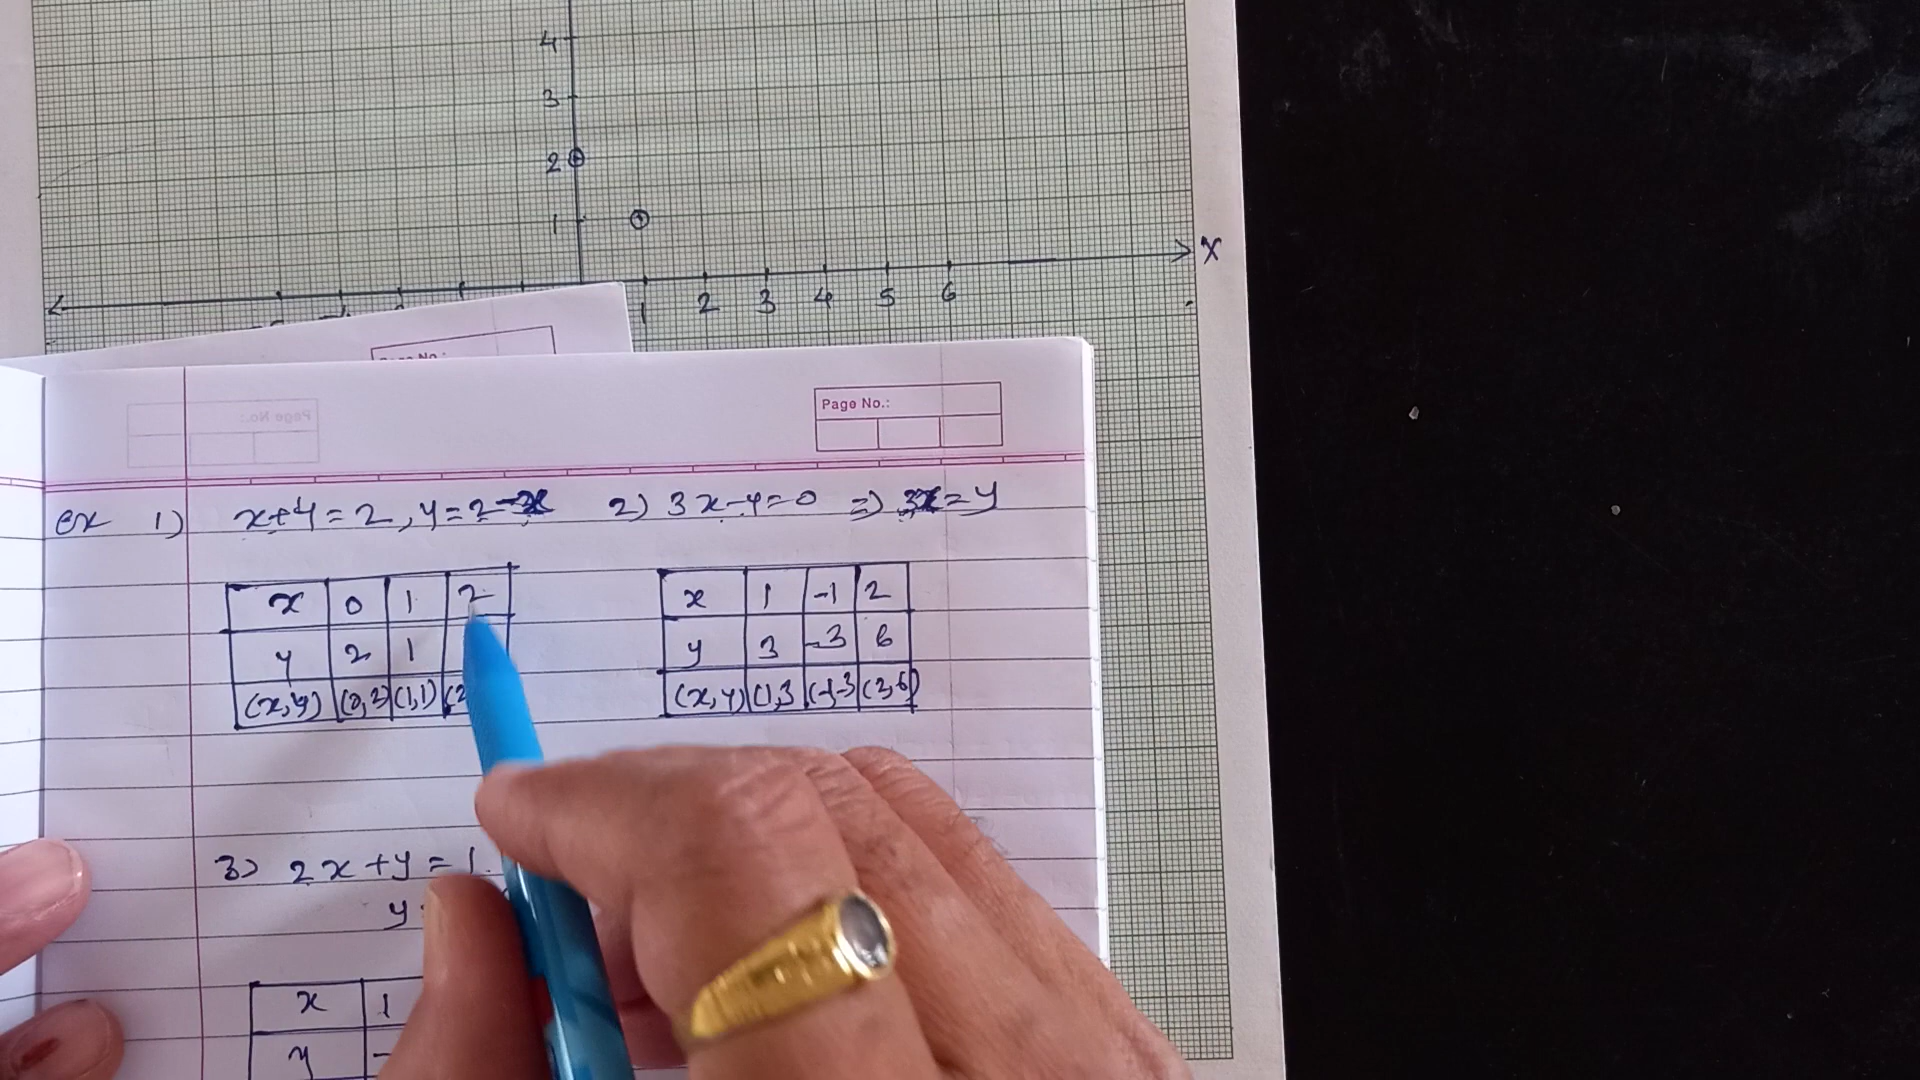 4
3
2
1
X
1 2 3 4 5 6
Page No.:
ex 1) x+y=2, y=2-x 2) 3x-y=0 => 3x=y
x 0 1 2
y 2 1
(x,y) (0,2) (1,1) (2
x 1 -1 2
y 3 -3 6
(x,y) (1,3 (-1,-3 (2,6)
3) 2x+y=1.
y
x 1
y -